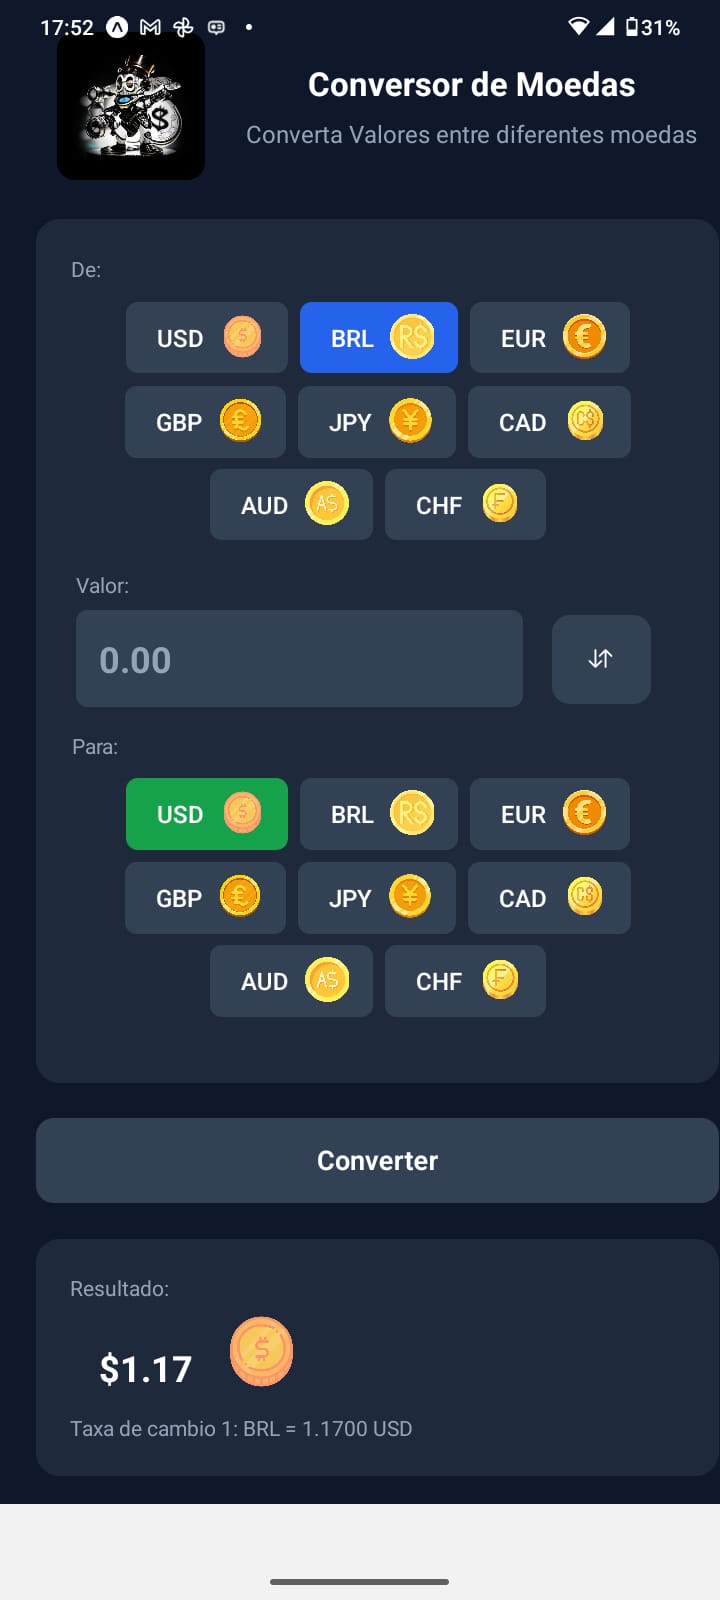 17:52 31%
Conversor de Moedas
Converta Valores entre diferentes moedas
De:
USD $ BRL R$ EUR €
GBP £ JPY ¥ CAD C$
AUD A$ CHF F
Valor:
0.00
Para:
USD $ BRL R$ EUR €
GBP £ JPY ¥ CAD C$
AUD A$ CHF F
Converter
Resultado:
$1.17 $
Taxa de cambio 1: BRL = 1.1700 USD